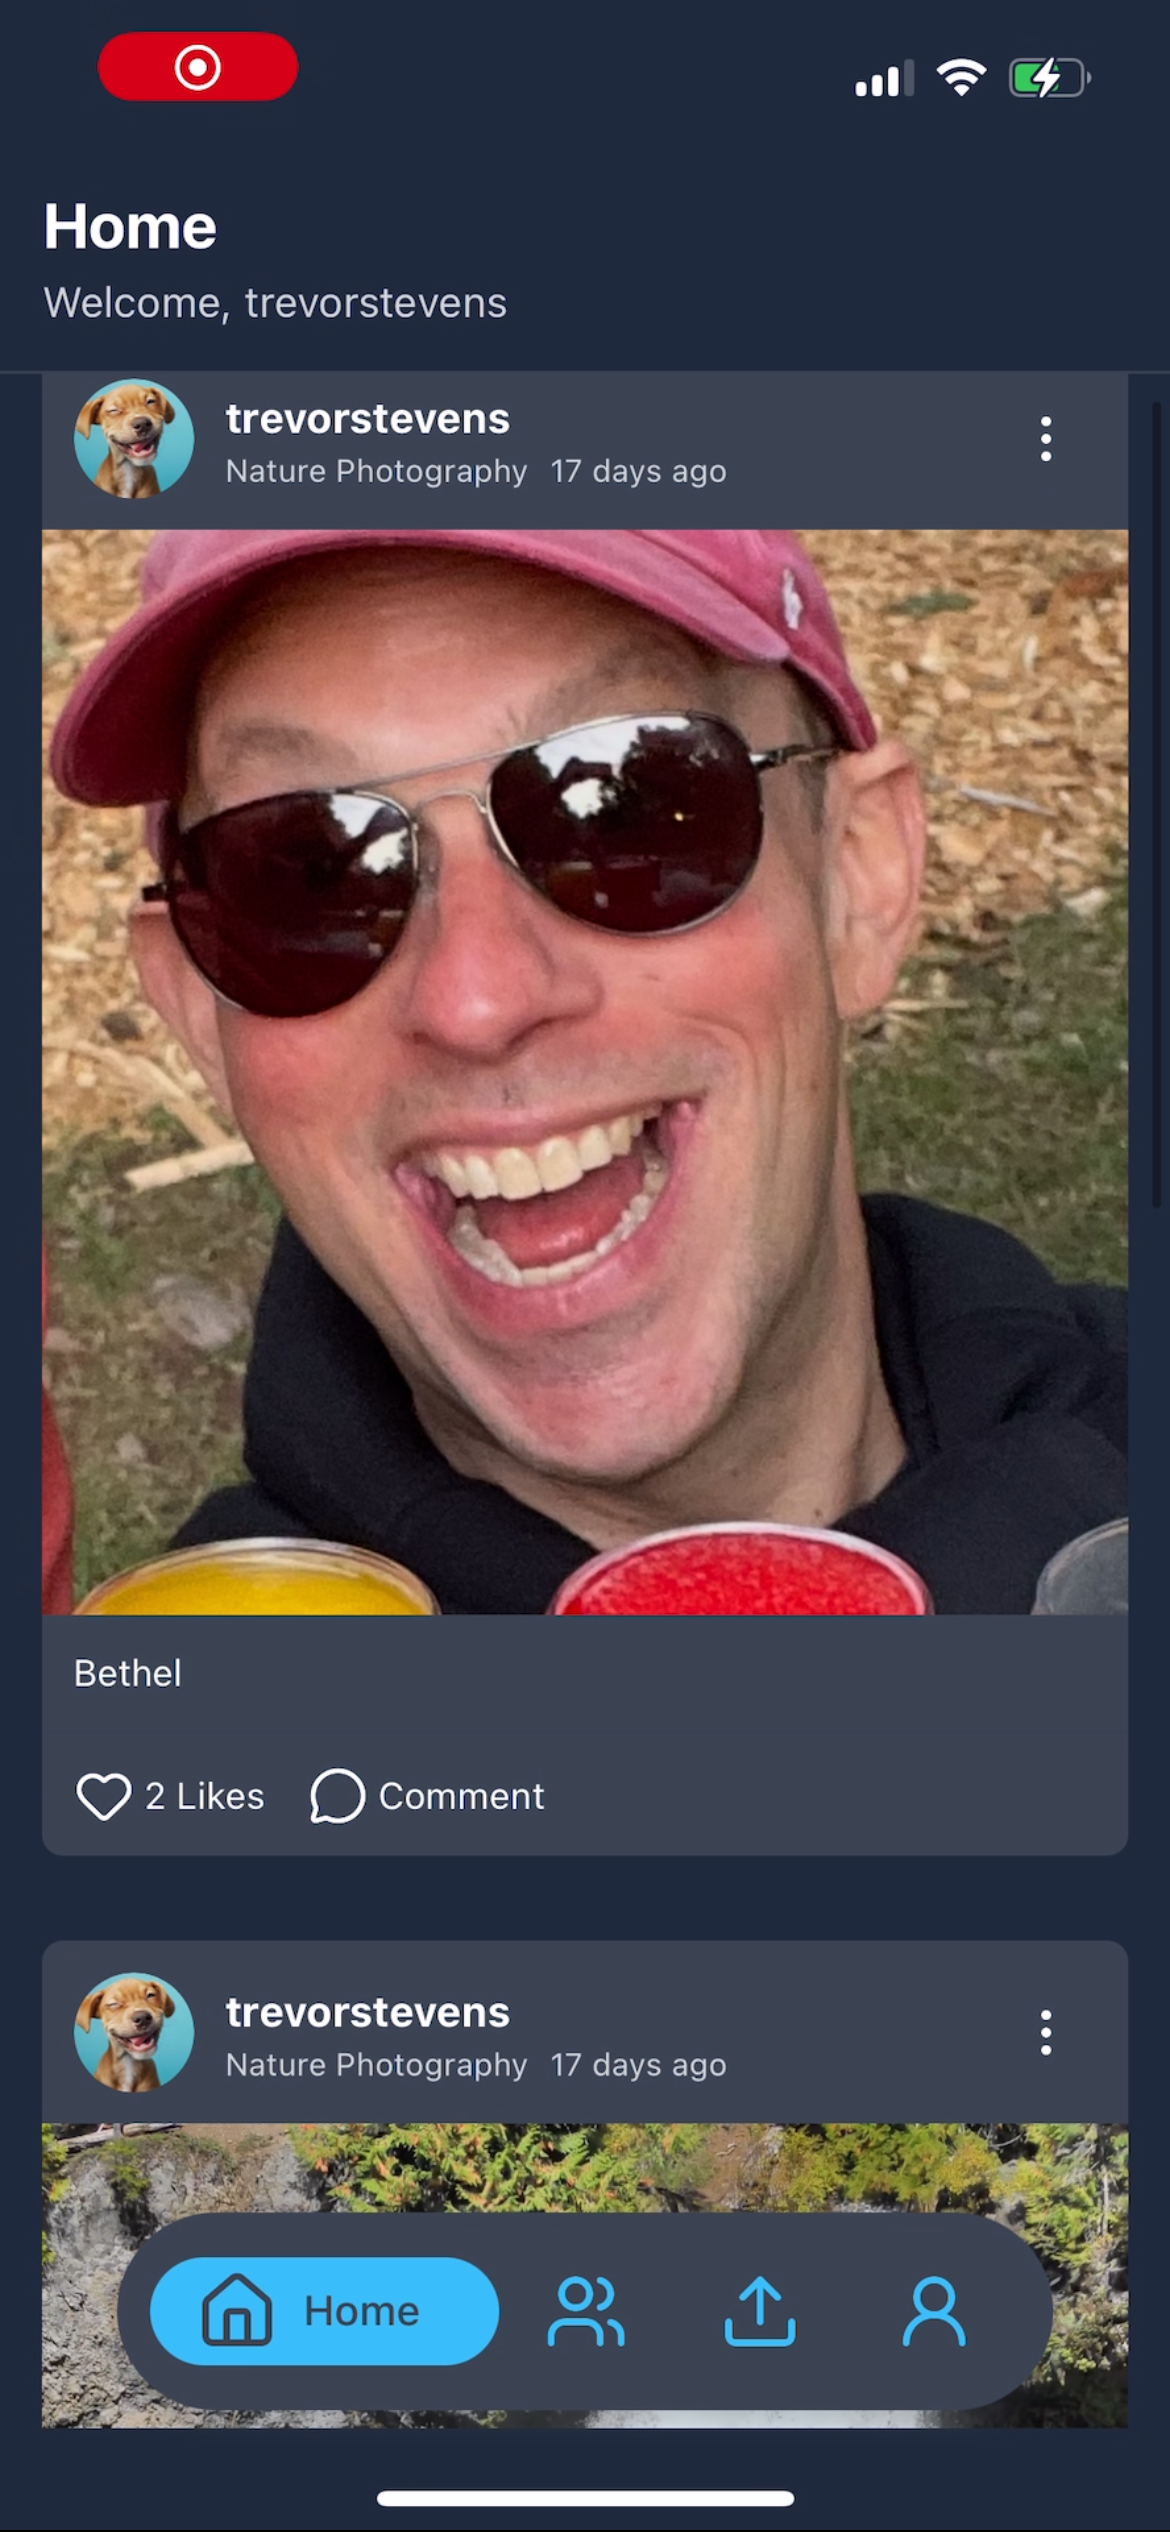 Home
Welcome, trevorstevens
trevorstevens
Nature Photography 17 days ago
Bethel
2 Likes Comment
trevorstevens
Nature Photography 17 days ago
Home